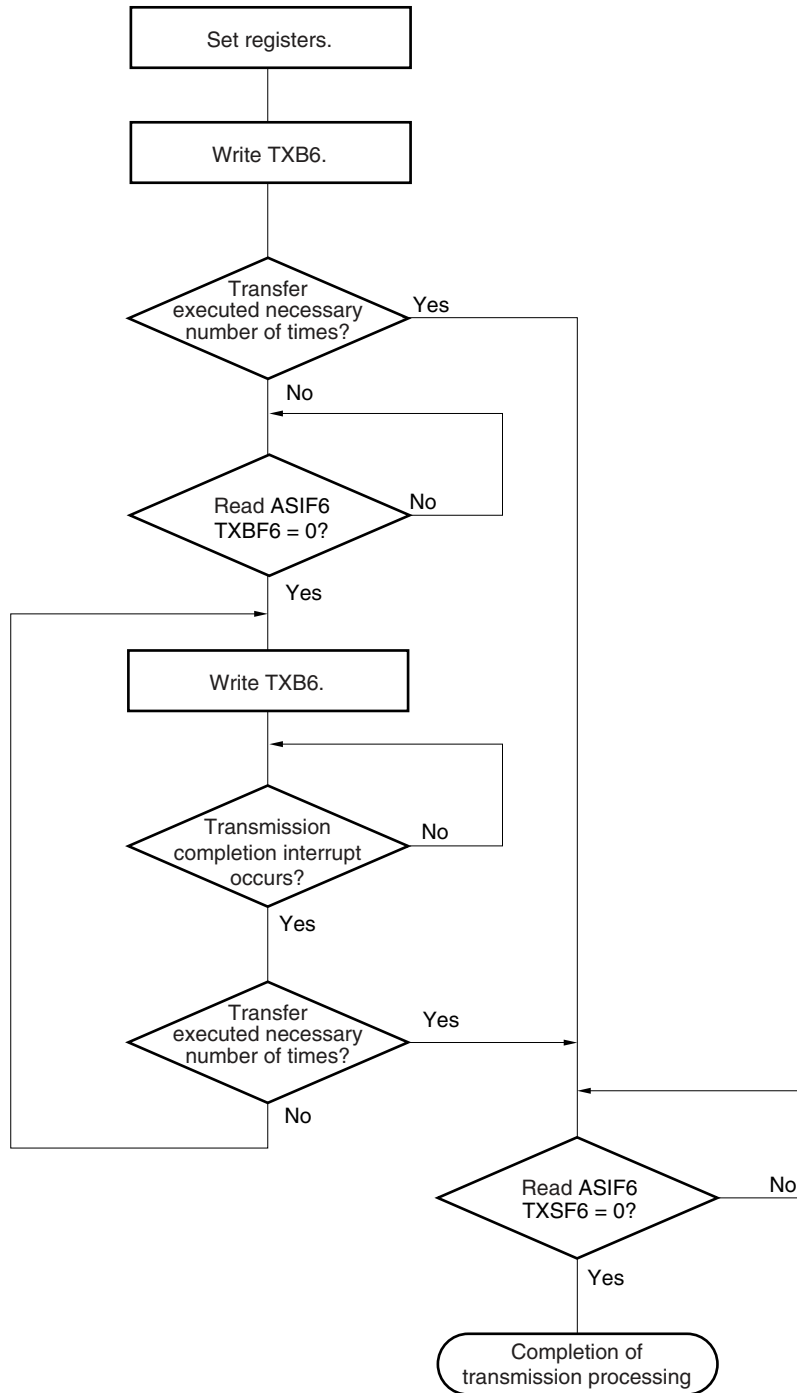 Set registers.
Write TXB6.
Transfer
executed necessary
number of times?
Yes
No
Read ASIF6
TXBF6 = 0?
No
Yes
Write TXB6.
Transmission
completion interrupt
occurs?
No
Yes
Transfer
executed necessary
number of times?
Yes
No
Read ASIF6
TXSF6 = 0?
No
Yes
Completion of
transmission processing